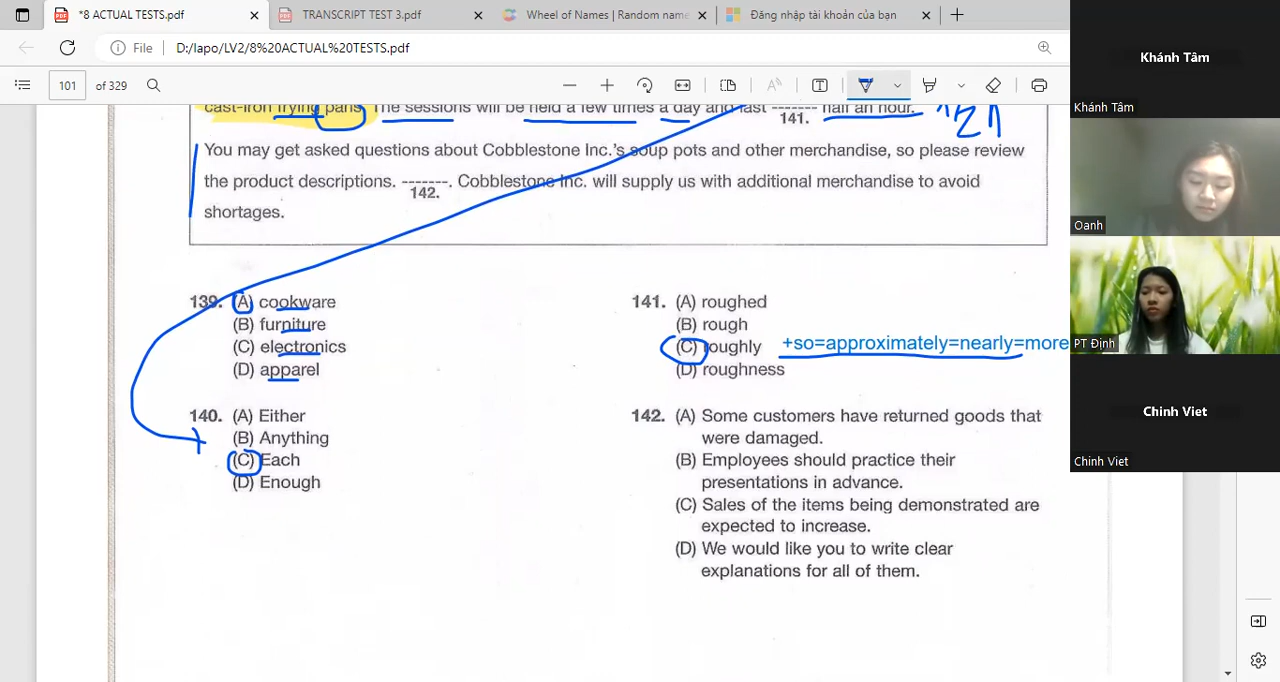 *8 ACTUAL TESTS.pdf
TRANSCRIPT TEST 3.pdf
Wheel of Names | Random name
Đăng nhập tài khoản của bạn
File D:/lapo/LV2/8%20ACTUAL%20TESTS.pdf
101 of 329
cast-iron frying pans. The sessions will be held a few times a day and last ------- half an hour.
141.
You may get asked questions about Cobblestone Inc.'s soup pots and other merchandise, so please review
the product descriptions. -------. Cobblestone Inc. will supply us with additional merchandise to avoid
142.
shortages.
139. (A) cookware
(B) furniture
(C) electronics
(D) apparel
140. (A) Either
(B) Anything
(C) Each
(D) Enough
141. (A) roughed
(B) rough
(C) roughly +so=approximately=nearly=more
(D) roughness
142. (A) Some customers have returned goods that
were damaged.
(B) Employees should practice their
presentations in advance.
(C) Sales of the items being demonstrated are
expected to increase.
(D) We would like you to write clear
explanations for all of them.
Khánh Tâm
Khánh Tâm
Oanh
PT Định
Chinh Viet
Chinh Viet